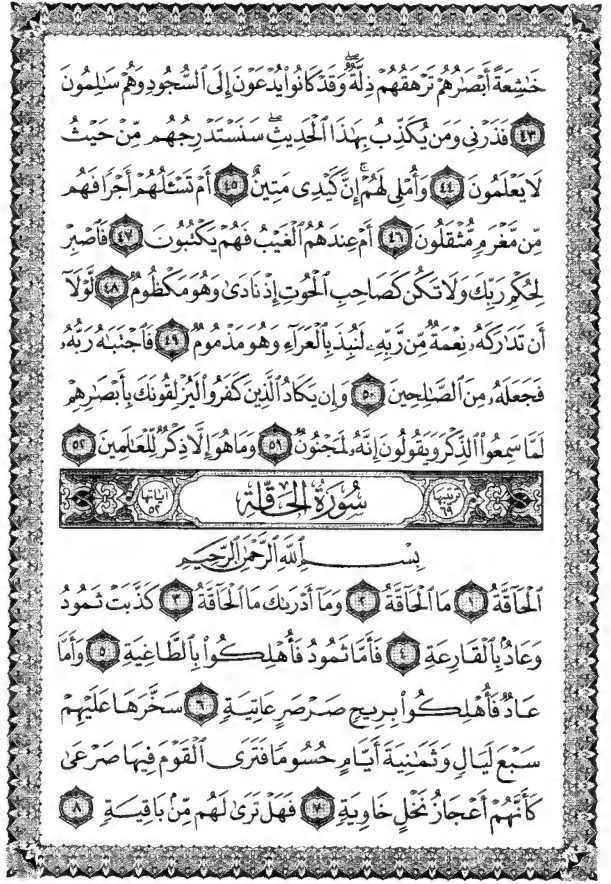 خَٰشِعَةً أَبْصَٰرُهُمْ تَرْهَقُهُمْ ذِلَّةٌۖ وَقَدْ كَانُوا۟ يُدْعَوْنَ إِلَى ٱلسُّجُودِ وَهُمْ سَٰلِمُونَ
٤٣ فَذَرْنِى وَمَن يُكَذِّبُ بِهَٰذَا ٱلْحَدِيثِۖ سَنَسْتَدْرِجُهُم مِّنْ حَيْثُ
لَا يَعْلَمُونَ ٤٤ وَأُمْلِى لَهُمْۚ إِنَّ كَيْدِى مَتِينٌ ٤٥ أَمْ تَسْـَٔلُهُمْ أَجْرًا فَهُم
مِّن مَّغْرَمٍ مُّثْقَلُونَ ٤٦ أَمْ عِندَهُمُ ٱلْغَيْبُ فَهُمْ يَكْتُبُونَ ٤٧ فَٱصْبِرْ
لِحُكْمِ رَبِّكَ وَلَا تَكُن كَصَاحِبِ ٱلْحُوتِ إِذْ نَادَىٰ وَهُوَ مَكْظُومٌ ٤٨ لَّوْلَآ
أَن تَدَٰرَكَهُۥ نِعْمَةٌ مِّن رَّبِّهِۦ لَنُبِذَ بِٱلْعَرَآءِ وَهُوَ مَذْمُومٌ ٤٩ فَٱجْتَبَٰهُ رَبُّهُۥ
فَجَعَلَهُۥ مِنَ ٱلصَّٰلِحِينَ ٥٠ وَإِن يَكَادُ ٱلَّذِينَ كَفَرُوا۟ لَيُزْلِقُونَكَ بِأَبْصَٰرِهِمْ
لَمَّا سَمِعُوا۟ ٱلذِّكْرَ وَيَقُولُونَ إِنَّهُۥ لَمَجْنُونٌ ٥١ وَمَا هُوَ إِلَّا ذِكْرٌ لِّلْعَٰلَمِينَ ٥٢
ترتيبها ٦٩ سُورَةُ الحَاقَّة آياتها ٥٢
بِسْمِ ٱللَّهِ ٱلرَّحْمَٰنِ ٱلرَّحِيمِ
ٱلْحَآقَّةُ ١ مَا ٱلْحَآقَّةُ ٢ وَمَآ أَدْرَىٰكَ مَا ٱلْحَآقَّةُ ٣ كَذَّبَتْ ثَمُودُ
وَعَادٌۢ بِٱلْقَارِعَةِ ٤ فَأَمَّا ثَمُودُ فَأُهْلِكُوا۟ بِٱلطَّاغِيَةِ ٥ وَأَمَّا
عَادٌ فَأُهْلِكُوا۟ بِرِيحٍ صَرْصَرٍ عَاتِيَةٍ ٦ سَخَّرَهَا عَلَيْهِمْ
سَبْعَ لَيَالٍ وَثَمَٰنِيَةَ أَيَّامٍ حُسُومًا فَتَرَى ٱلْقَوْمَ فِيهَا صَرْعَىٰ
كَأَنَّهُمْ أَعْجَازُ نَخْلٍ خَاوِيَةٍ ٧ فَهَلْ تَرَىٰ لَهُم مِّنۢ بَاقِيَةٍ ٨